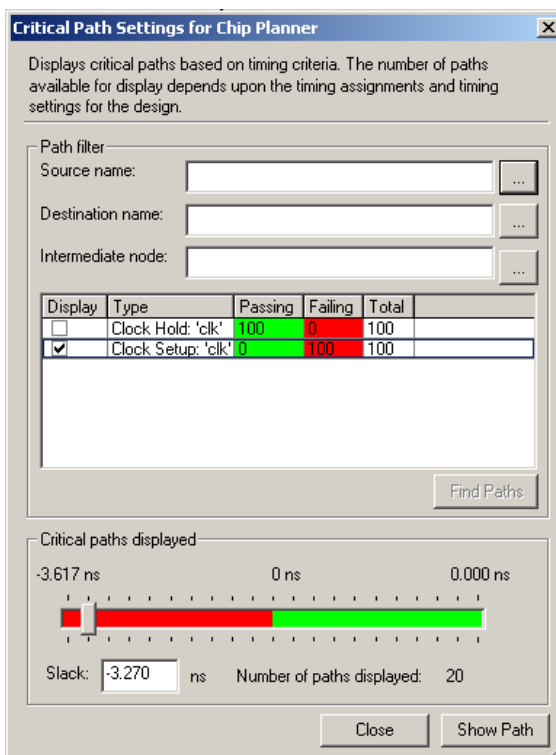 Critical Path Settings for Chip Planner
Displays critical paths based on timing criteria. The number of paths
available for display depends upon the timing assignments and timing
settings for the design.
Path filter
Source name: ...
Destination name: ...
Intermediate node: ...
Display Type Passing Failing Total
Clock Hold: 'clk' 100 0 100
Clock Setup: 'clk' 0 100 100
Find Paths
Critical paths displayed
-3.617 ns 0 ns 0.000 ns
Slack: -3.270 ns Number of paths displayed: 20
Close Show Path